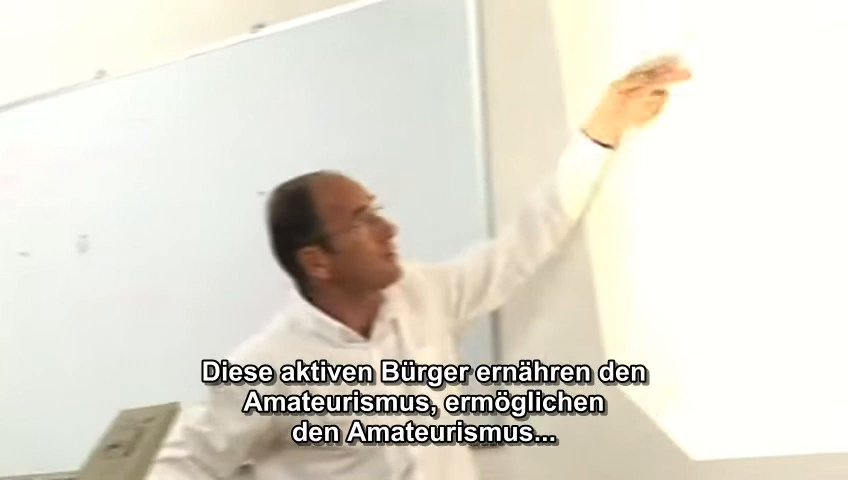 Diese aktiven Bürger ernähren den
Amateurismus, ermöglichen
den Amateurismus...